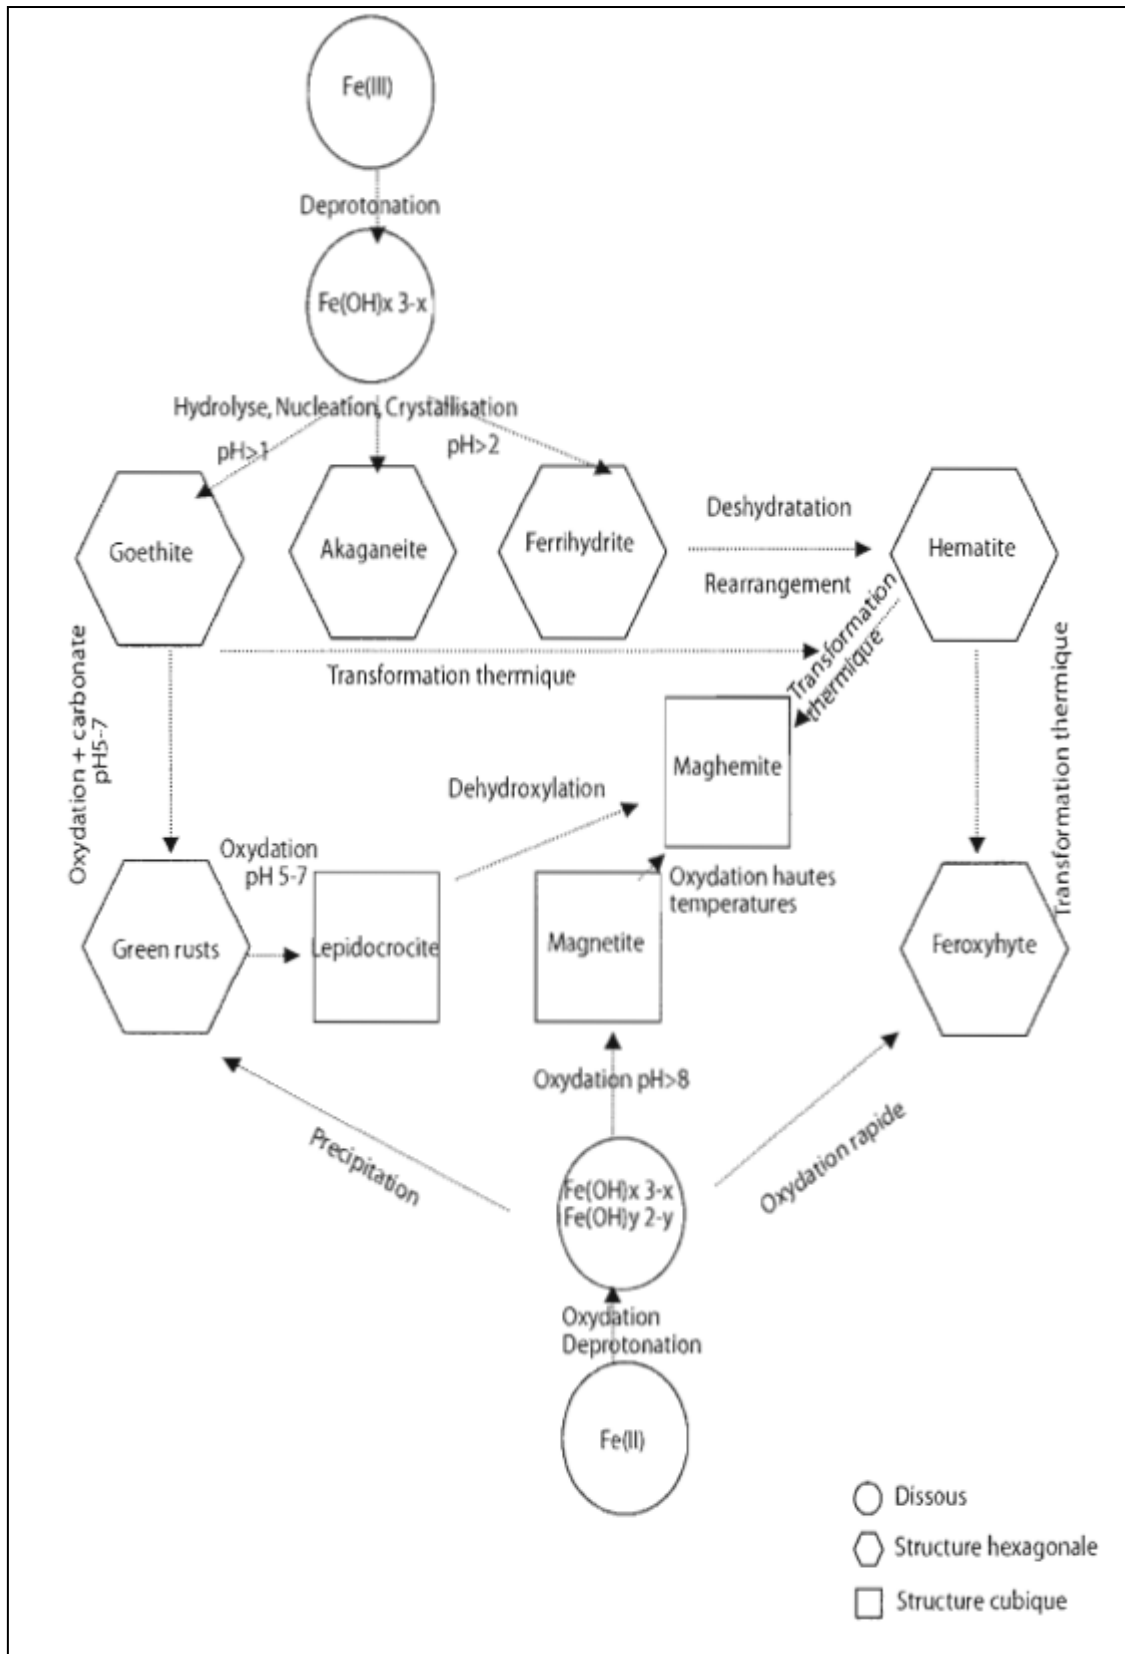 Fe(III)
Deprotonation
Fe(OH)x 3-x
Hydrolyse, Nucleation, Crystallisation
pH>1
pH>2
Goethite
Akaganeite
Ferrihydrite
Deshydratation
Rearrangement
Hematite
Transformation thermique
Transformation
thermique
Transformation thermique
Oxydation + carbonate
pH5-7
Maghemite
Dehydroxylation
Oxydation
pH 5-7
Oxydation hautes
temperatures
Green rusts
Lepidocrocite
Magnetite
Feroxyhyte
Oxydation pH>8
Precipitation
Oxydation rapide
Fe(OH)x 3-x
Fe(OH)y 2-y
Oxydation
Deprotonation
Fe(II)
Dissous
Structure hexagonale
Structure cubique